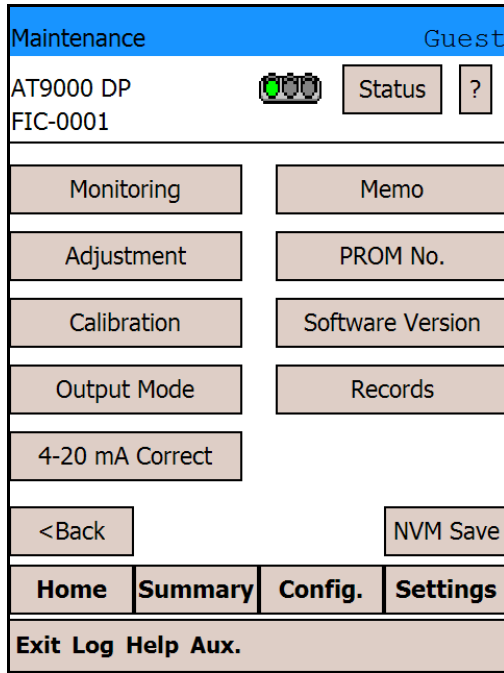 Maintenance Guest
AT9000 DP Status ?
FIC-0001
Monitoring Memo
Adjustment PROM No.
Calibration Software Version
Output Mode Records
4-20 mA Correct
<Back NVM Save
Home Summary Config. Settings
Exit Log Help Aux.